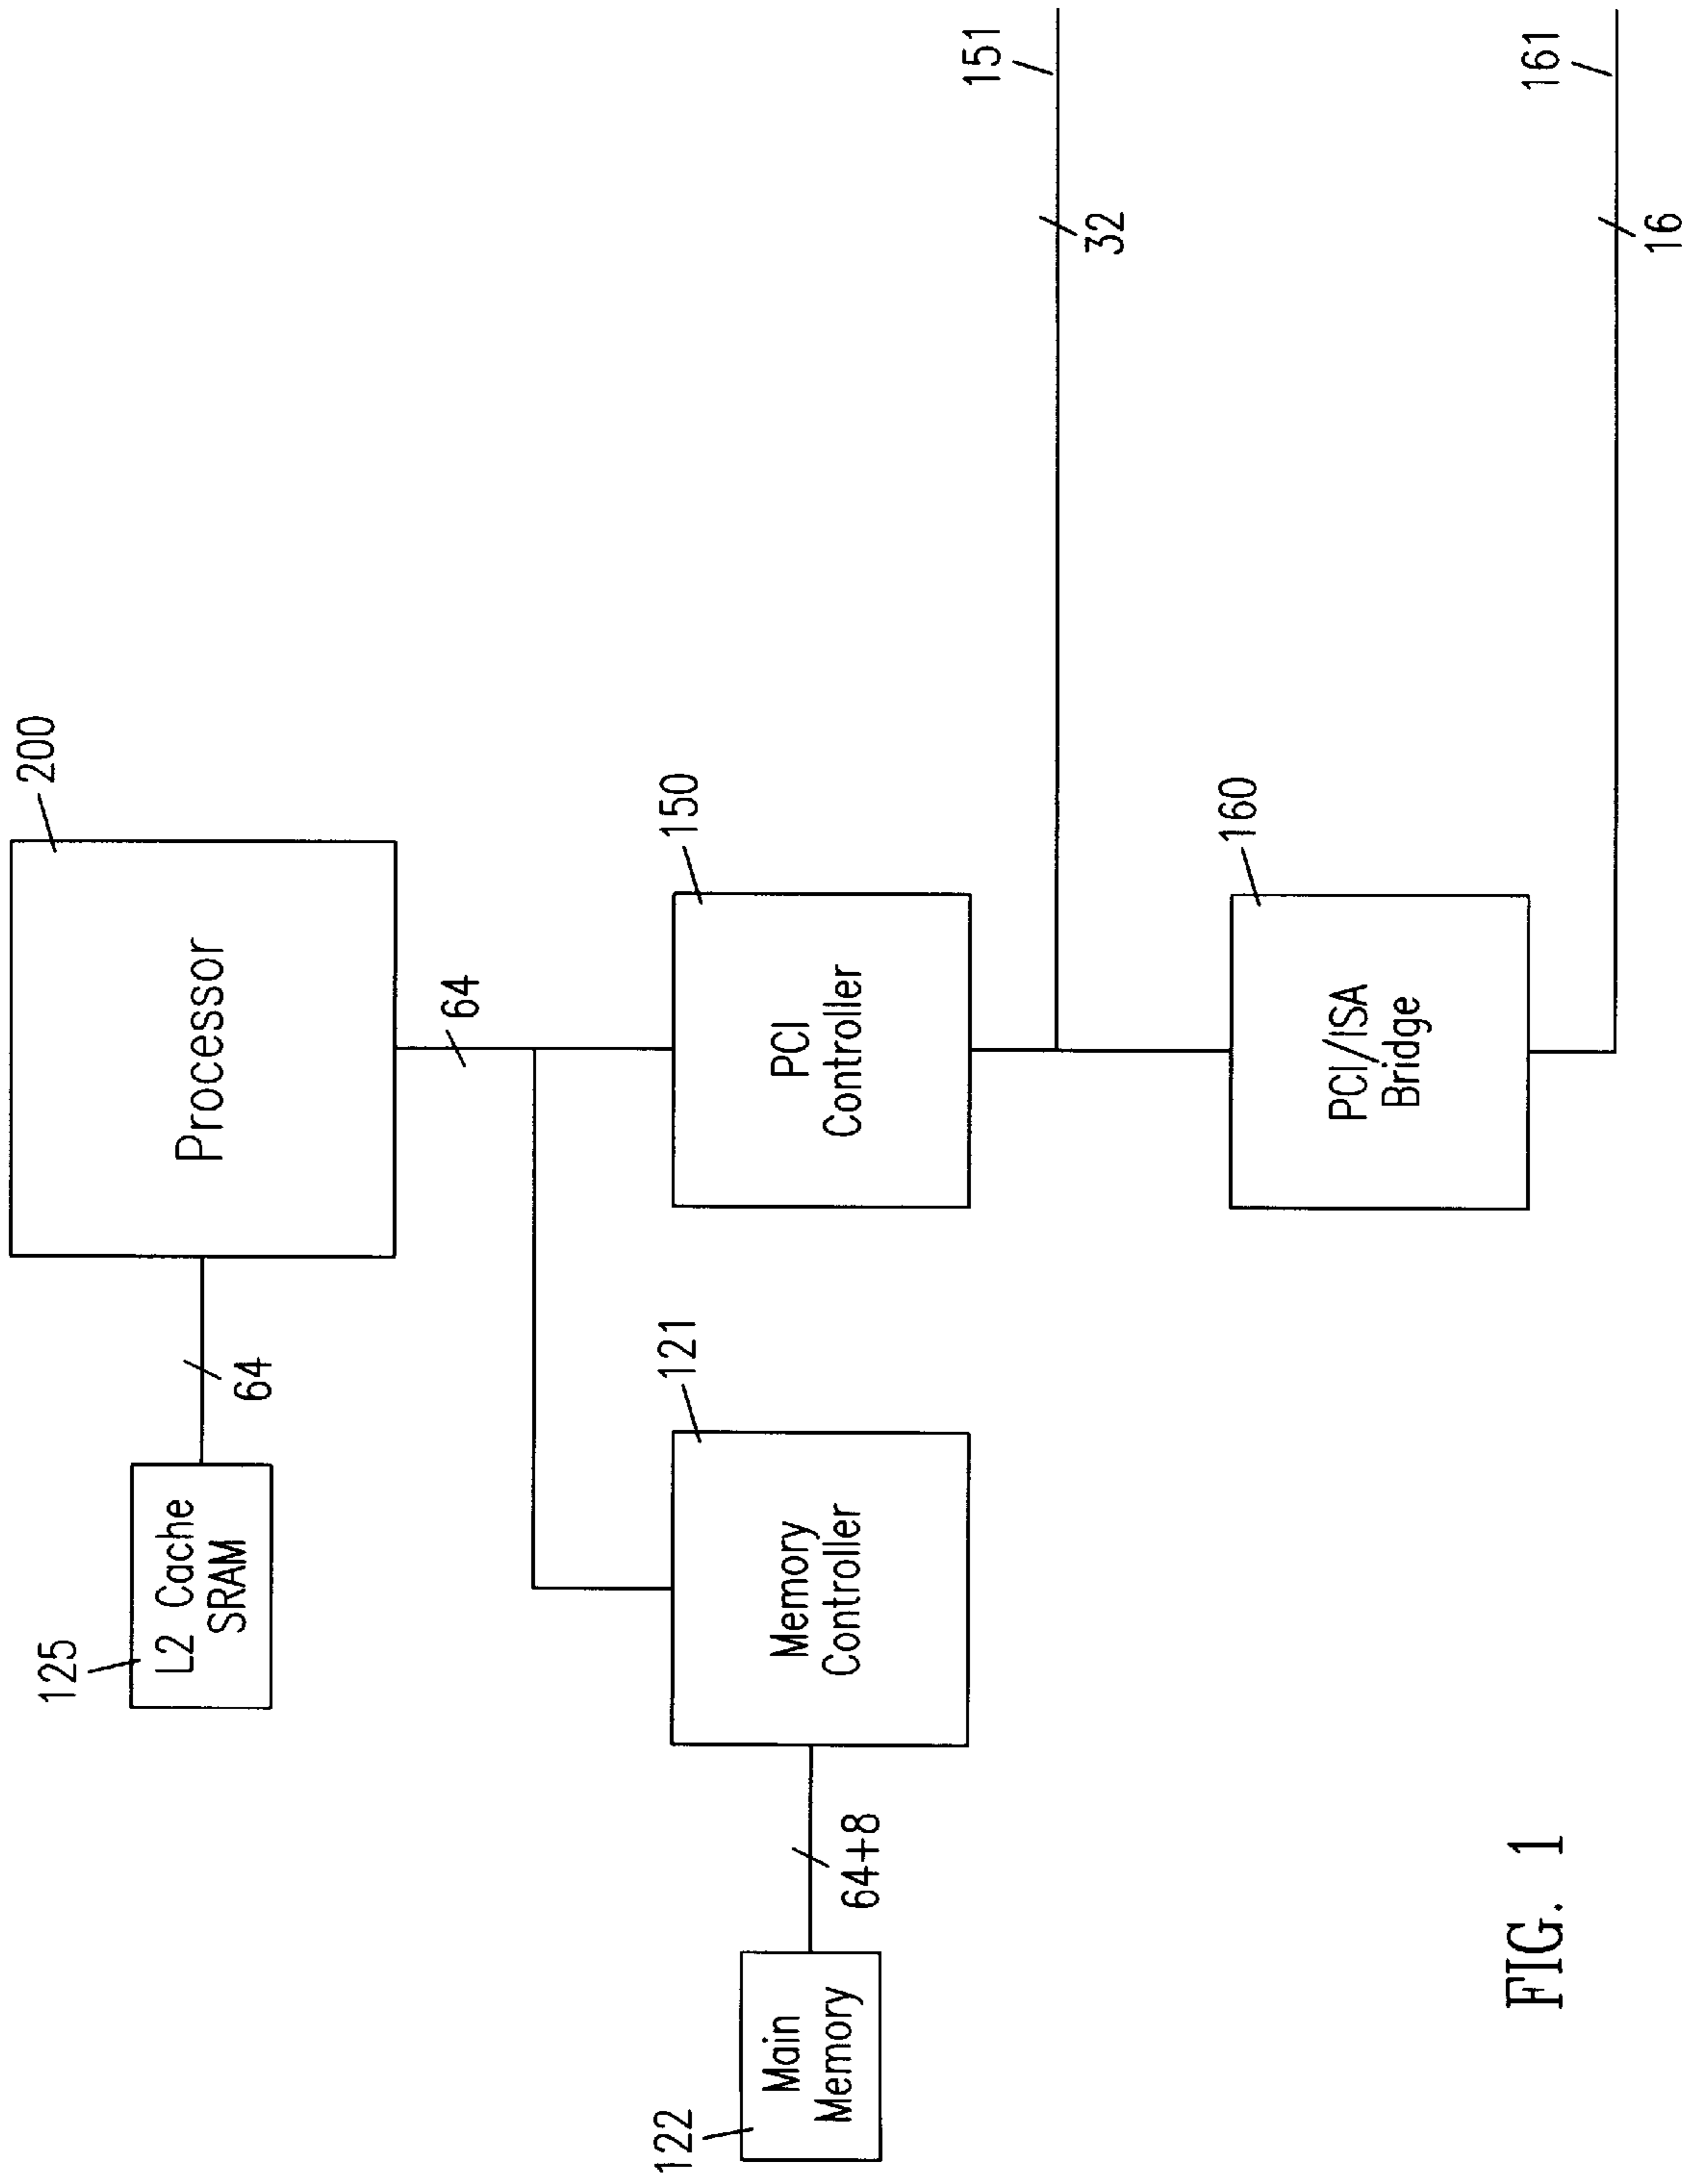 200
Processor
64
64
125
L2 Cache
SRAM
150
PCI
Controller
121
Memory
Controller
64+8
122
Main
Memory
151
32
160
PCI/ISA
Bridge
161
16
FIG. 1